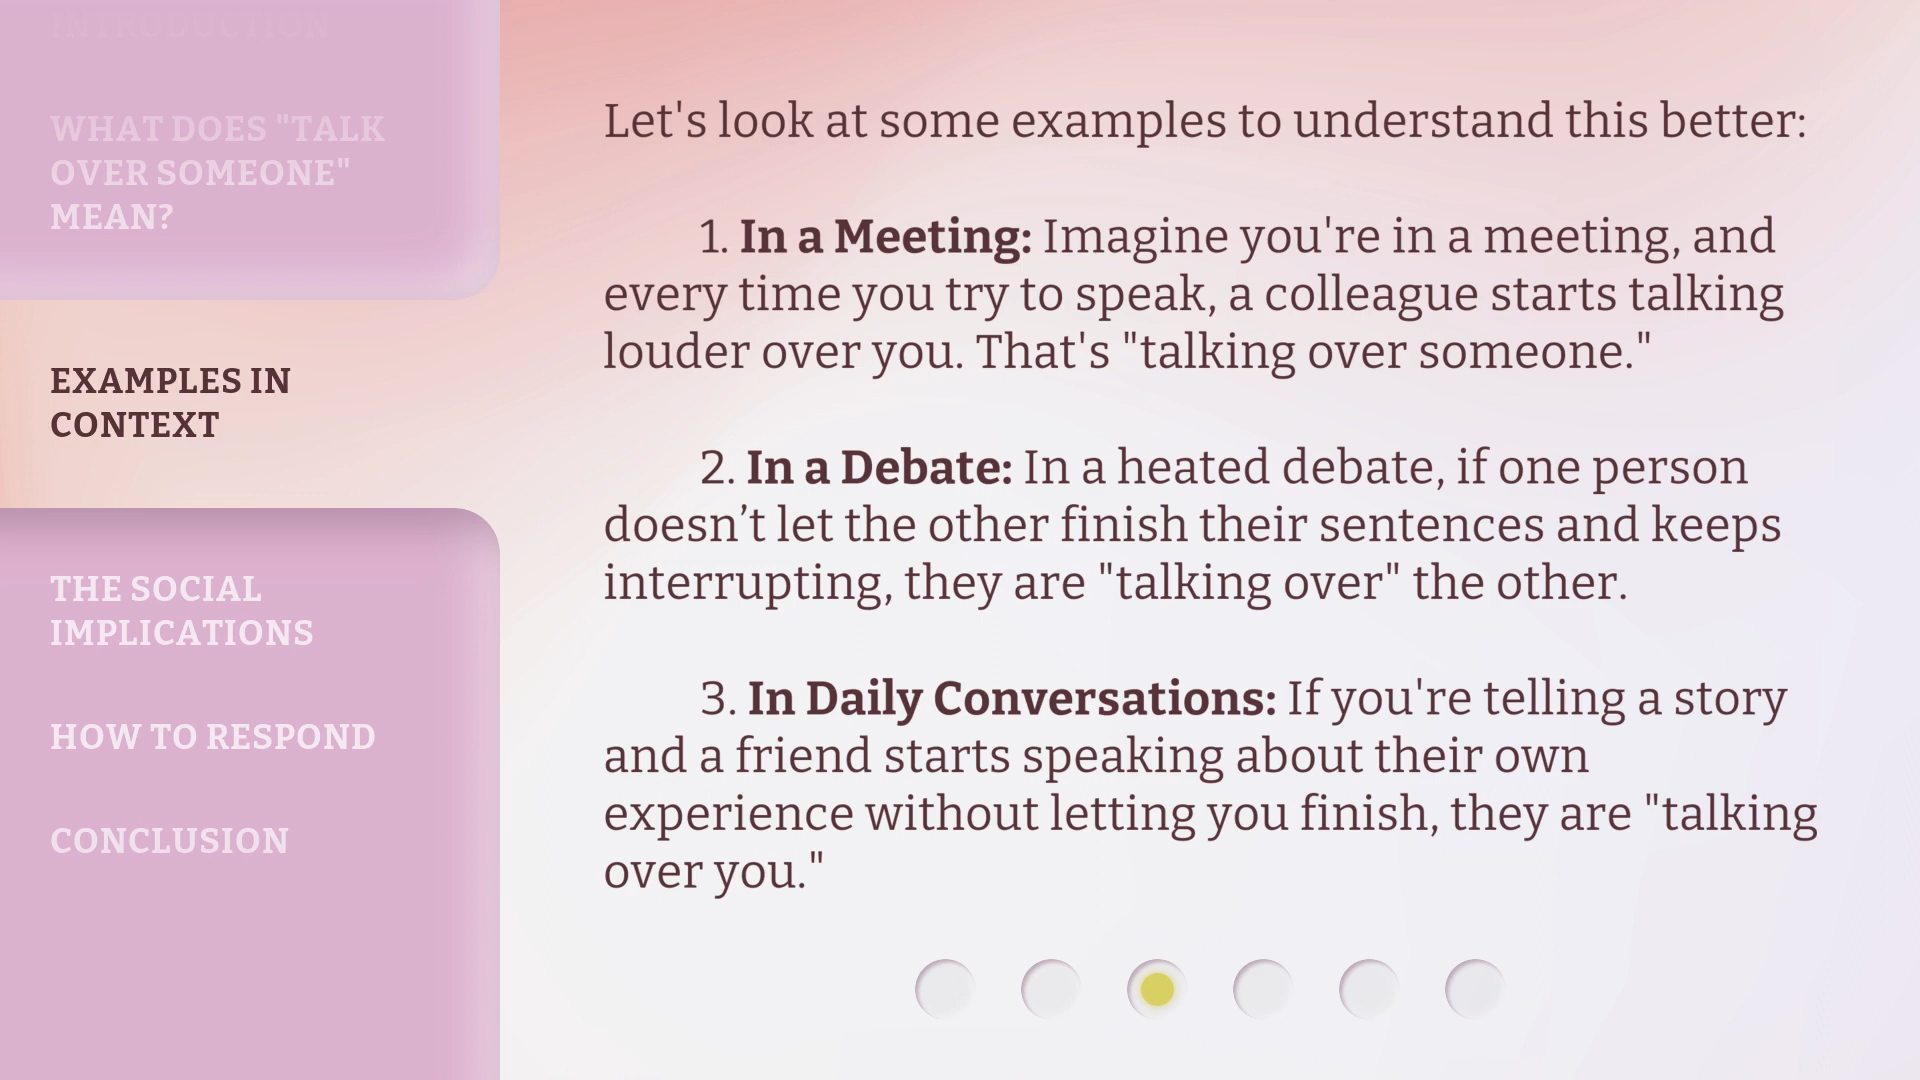 INTRODUCTION
WHAT DOES "TALK
OVER SOMEONE"
MEAN?
EXAMPLES IN
CONTEXT
THE SOCIAL
IMPLICATIONS
HOW TO RESPOND
CONCLUSION
Let's look at some examples to understand this better:
1. In a Meeting: Imagine you're in a meeting, and
every time you try to speak, a colleague starts talking
louder over you. That's "talking over someone."
2. In a Debate: In a heated debate, if one person
doesn’t let the other finish their sentences and keeps
interrupting, they are "talking over" the other.
3. In Daily Conversations: If you're telling a story
and a friend starts speaking about their own
experience without letting you finish, they are "talking
over you."